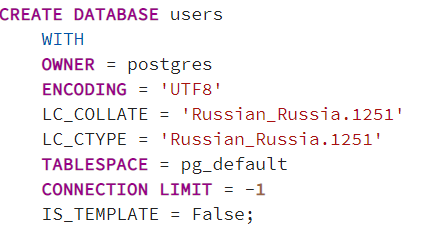 CREATE DATABASE users
WITH
OWNER = postgres
ENCODING = 'UTF8'
LC_COLLATE = 'Russian_Russia.1251'
LC_CTYPE = 'Russian_Russia.1251'
TABLESPACE = pg_default
CONNECTION LIMIT = -1
IS_TEMPLATE = False;